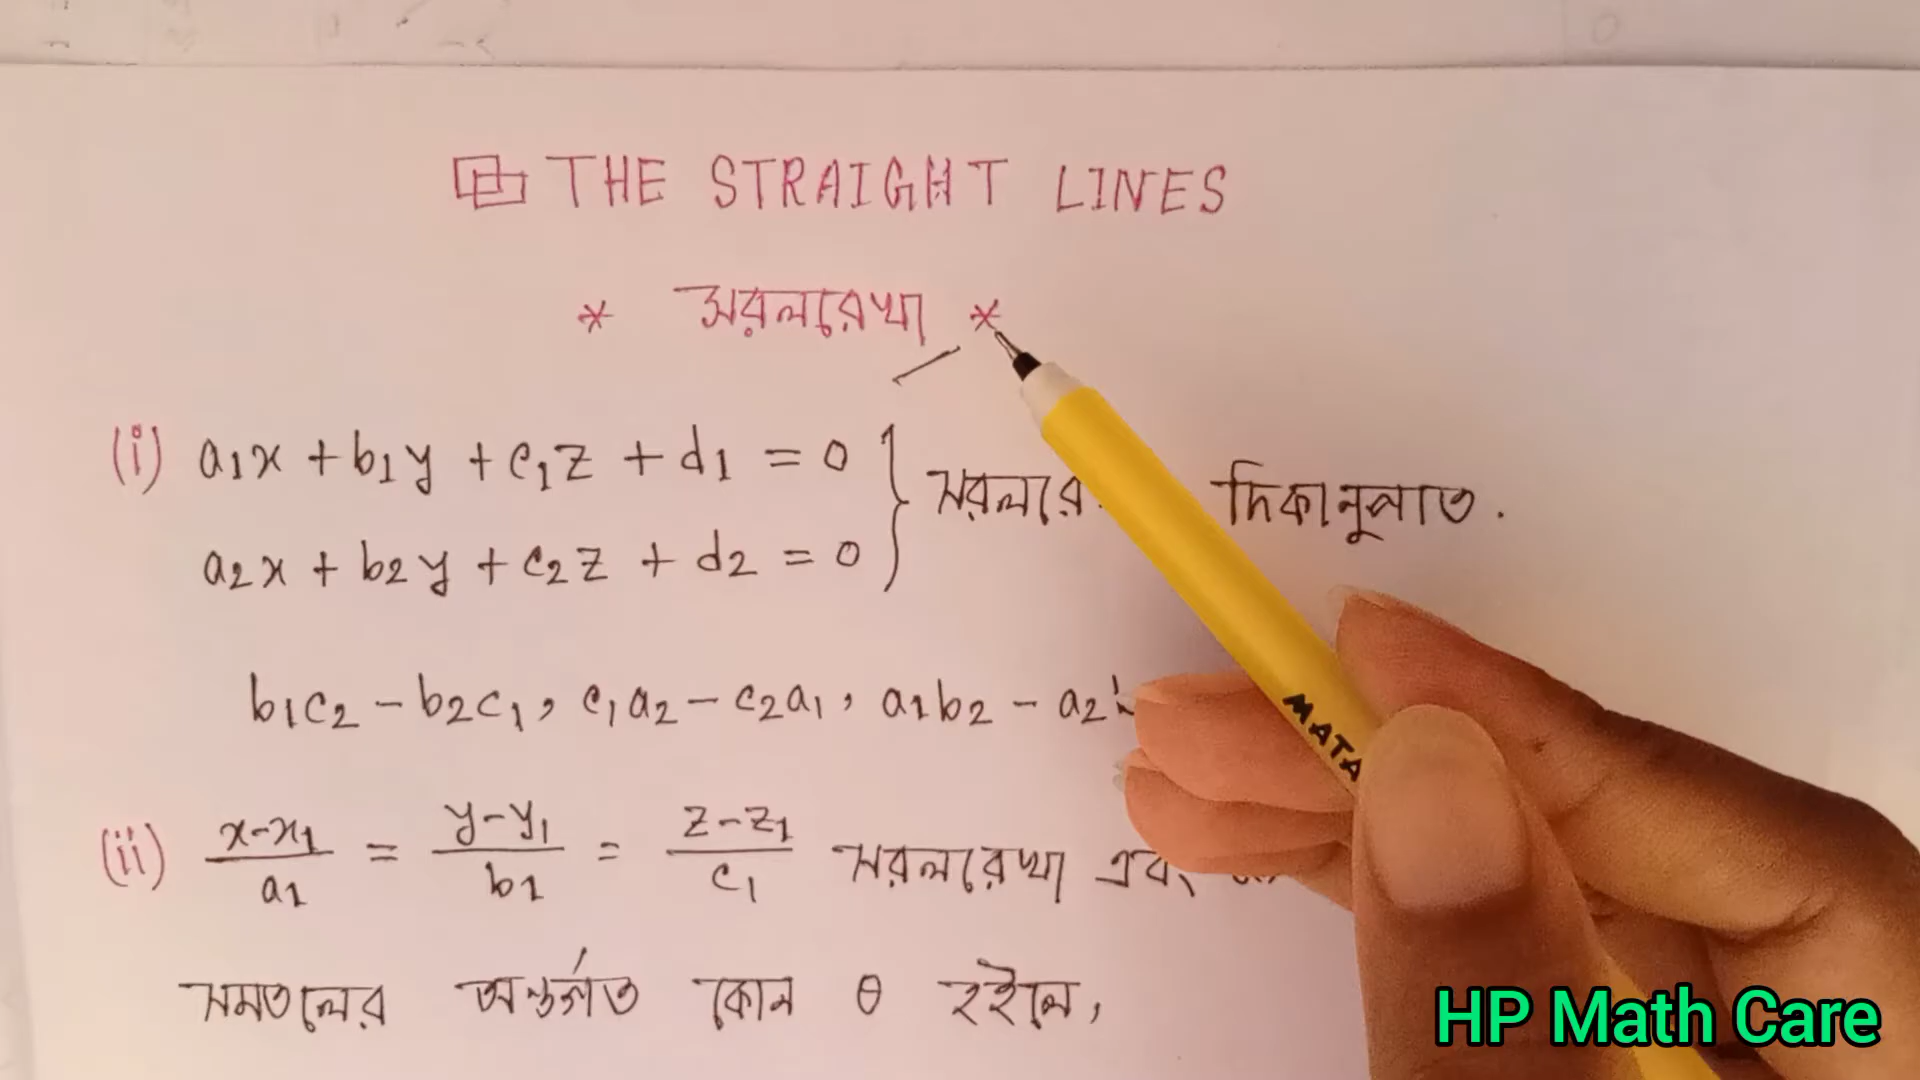 THE STRAIGHT LINES
* সরলরেখা *
(i) a1x + b1y + c1z + d1 = 0
a2x + b2y + c2z + d2 = 0 } দিকানুপাত.
b1c2 - b2c1, c1a2 - c2a1, a1b2 - a2
(ii) x-x1/a1 = y-y1/b1 = z-z1/c1 সরলরেখা এবং
সমতলের অন্তর্গত কোন θ হইলে,
MATA
HP Math Care